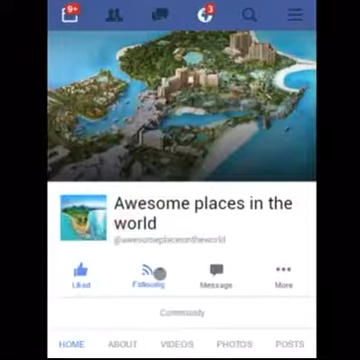 9+
3
Awesome places in the
world
@awesomeplacesontheworld
Liked
Following
Message
More
Community
HOME
ABOUT
VIDEOS
PHOTOS
POSTS